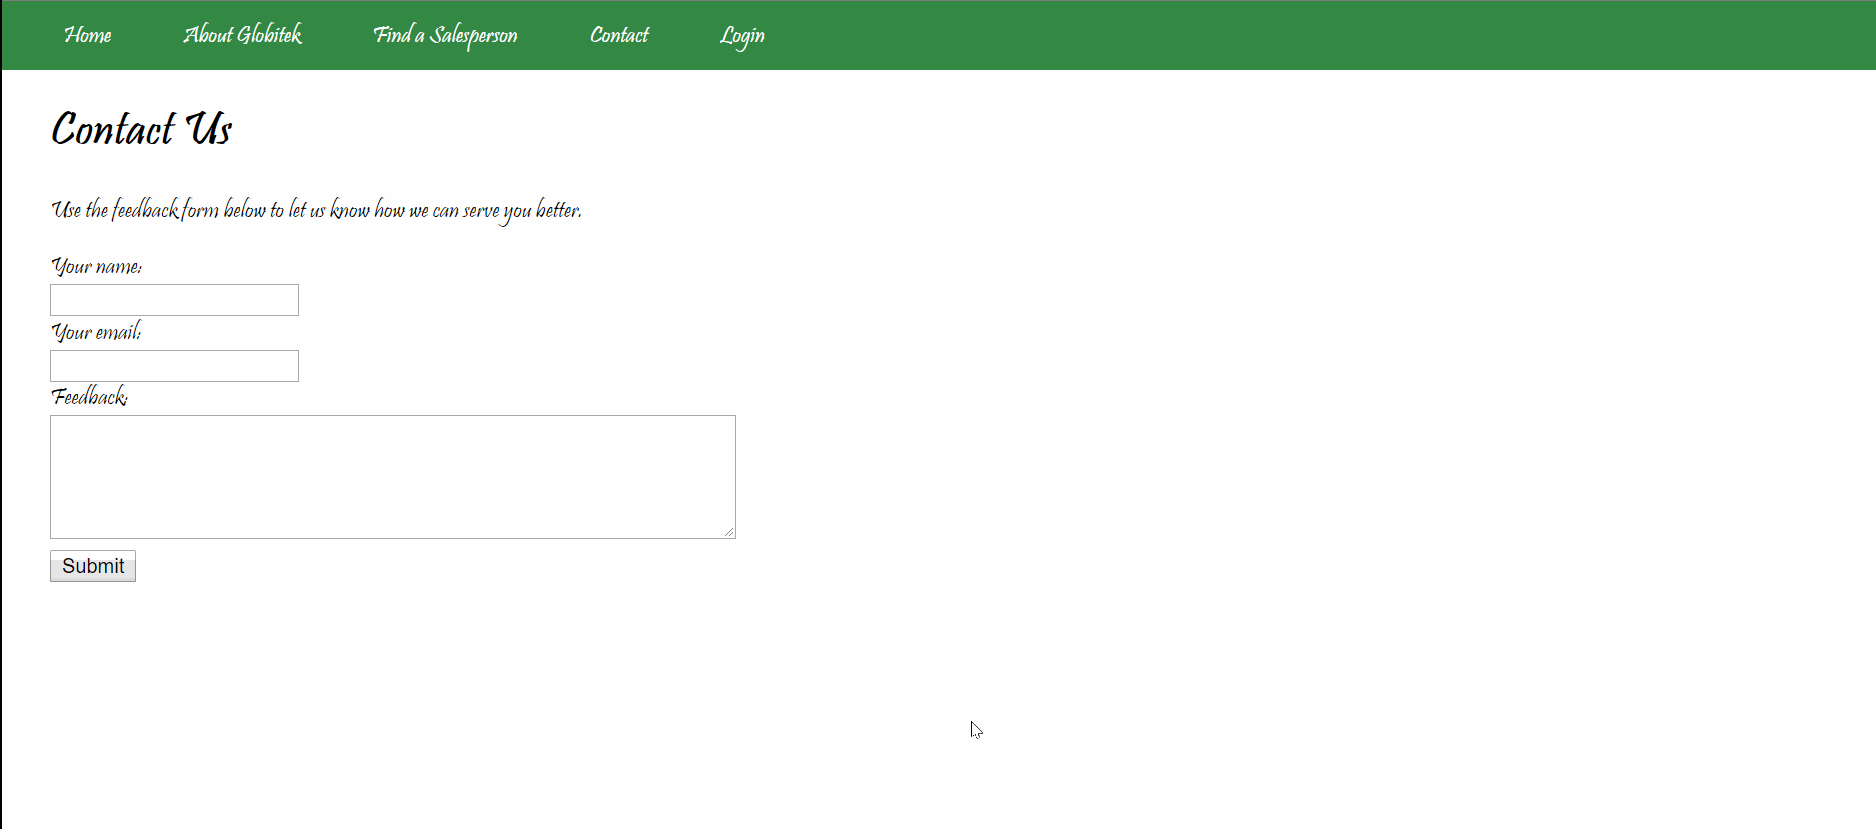 Home About Globitek Find a Salesperson Contact Login
Contact Us
Use the feedback form below to let us know how we can serve you better.
Your name:
Your email:
Feedback:
Submit